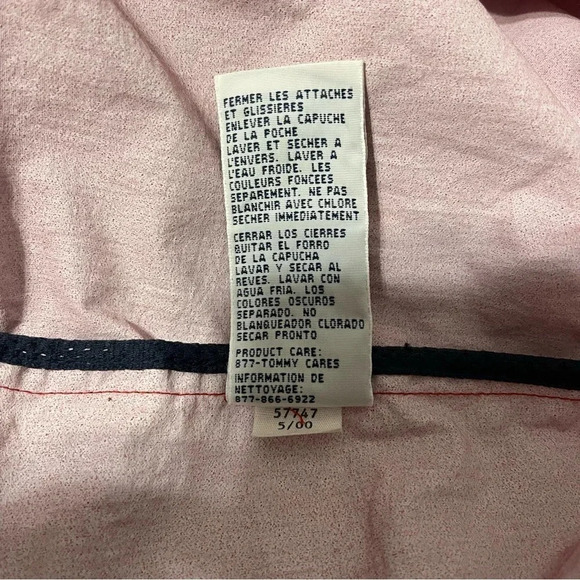 FERMER LES ATTACHES
ET GLISSIERES
ENLEVER LA CAPUCHE
DE LA POCHE
LAVER ET SECHER A
L'ENVERS. LAVER A
L'EAU FROIDE. LES
COULEURS FONCEES
SEPAREMENT. NE PAS
BLANCHIR AVEC CHLORE
SECHER IMMEDIATEMENT
CERRAR LOS CIERRES
QUITAR EL FORRO
DE LA CAPUCHA
LAVAR Y SECAR AL
REVES. LAVAR CON
AGUA FRIA. LOS
COLORES OSCUROS
SEPARADO. NO
BLANQUEADOR CLORADO
SECAR PRONTO
PRODUCT CARE:
877-TOMMY CARES
INFORMATION DE
NETTOYAGE:
877-866-6922
57747
5/00